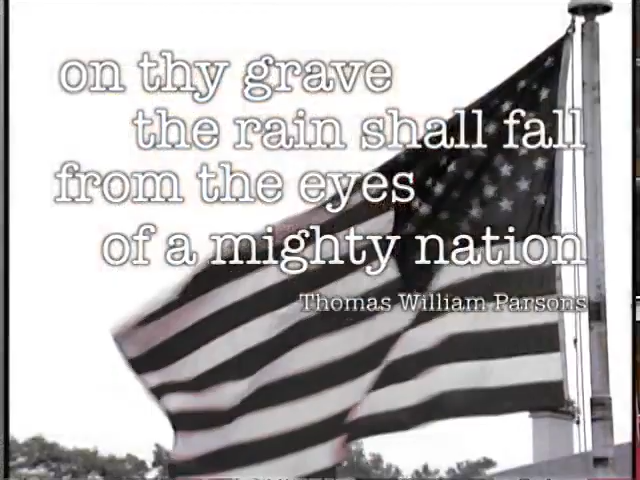 on thy grave
the rain shall fall
from the eyes
of a mighty nation
Thomas William Parsons